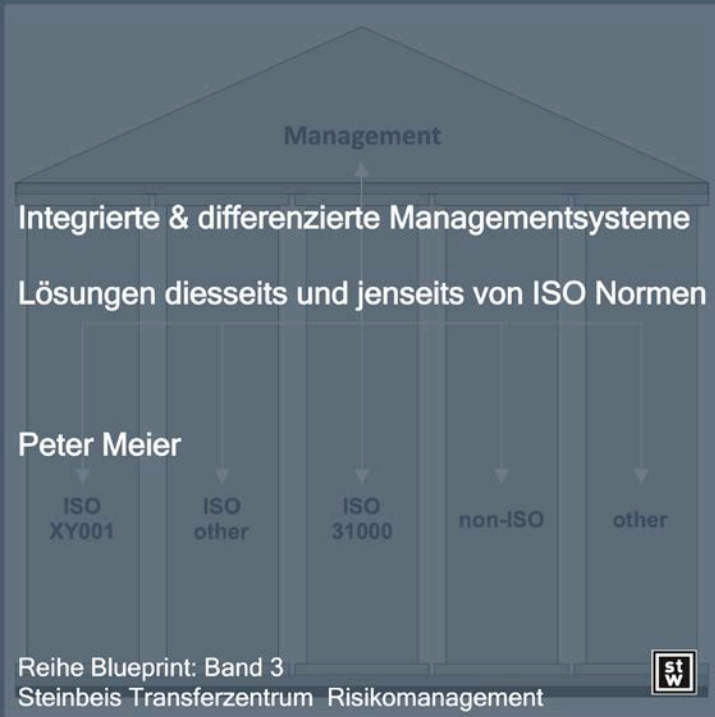 Management
Integrierte & differenzierte Managementsysteme
Lösungen diesseits und jenseits von ISO Normen
Peter Meier
ISO
XY001
ISO
other
ISO
31000
non-ISO
other
Reihe Blueprint: Band 3
Steinbeis Transferzentrum Risikomanagement
st
w